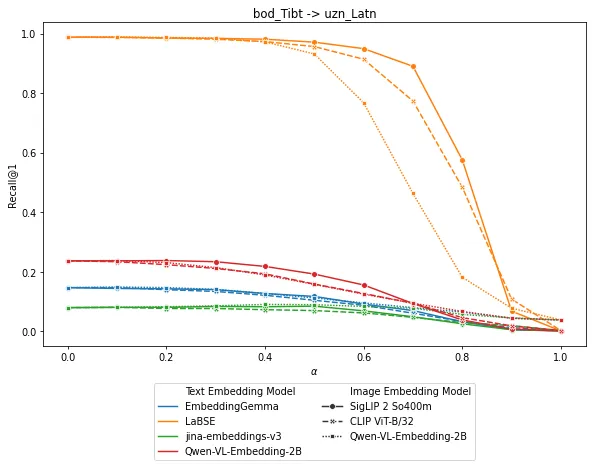 bod_Tibt -> uzn_Latn
Recall@1
1.0
0.8
0.6
0.4
0.2
0.0
0.0 0.2 0.4 0.6 0.8 1.0
α
Text Embedding Model
EmbeddingGemma
LaBSE
jina-embeddings-v3
Qwen-VL-Embedding-2B
Image Embedding Model
SigLIP 2 So400m
CLIP ViT-B/32
Qwen-VL-Embedding-2B